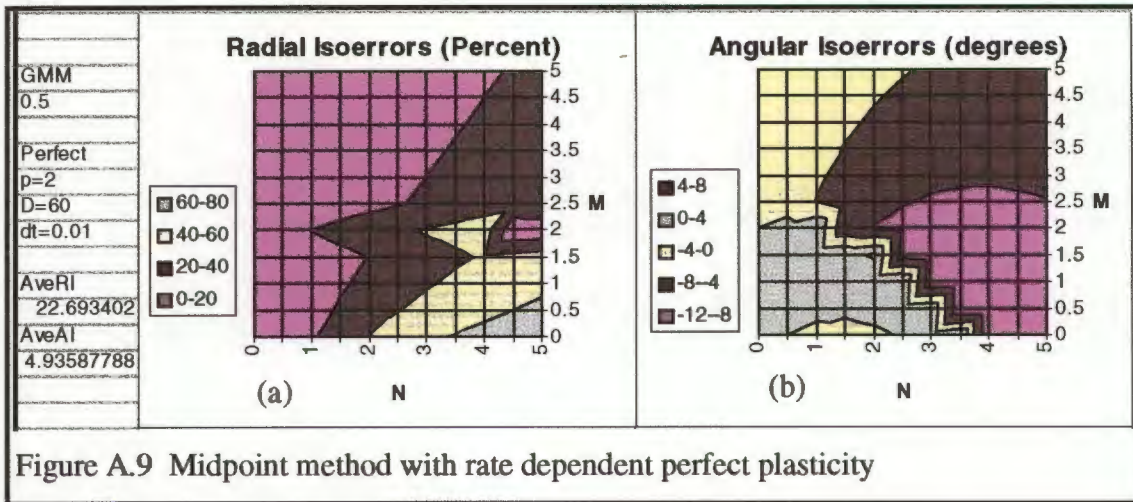 GMM
0.5
Perfect
p=2
D=60
dt=0.01
AveRI
22.693402
AveAI
4.93587788
Radial Isoerrors (Percent)
60-80
40-60
20-40
0-20
5
4.5
4
3.5
3
2.5
2
1.5
1
0.5
0
M
0
1
2
3
4
5
N
(a)
Angular Isoerrors (degrees)
4-8
0-4
-4-0
-8--4
-12--8
5
4.5
4
3.5
3
2.5
2
1.5
1
0.5
0
M
0
1
2
3
4
5
N
(b)
Figure A.9 Midpoint method with rate dependent perfect plasticity